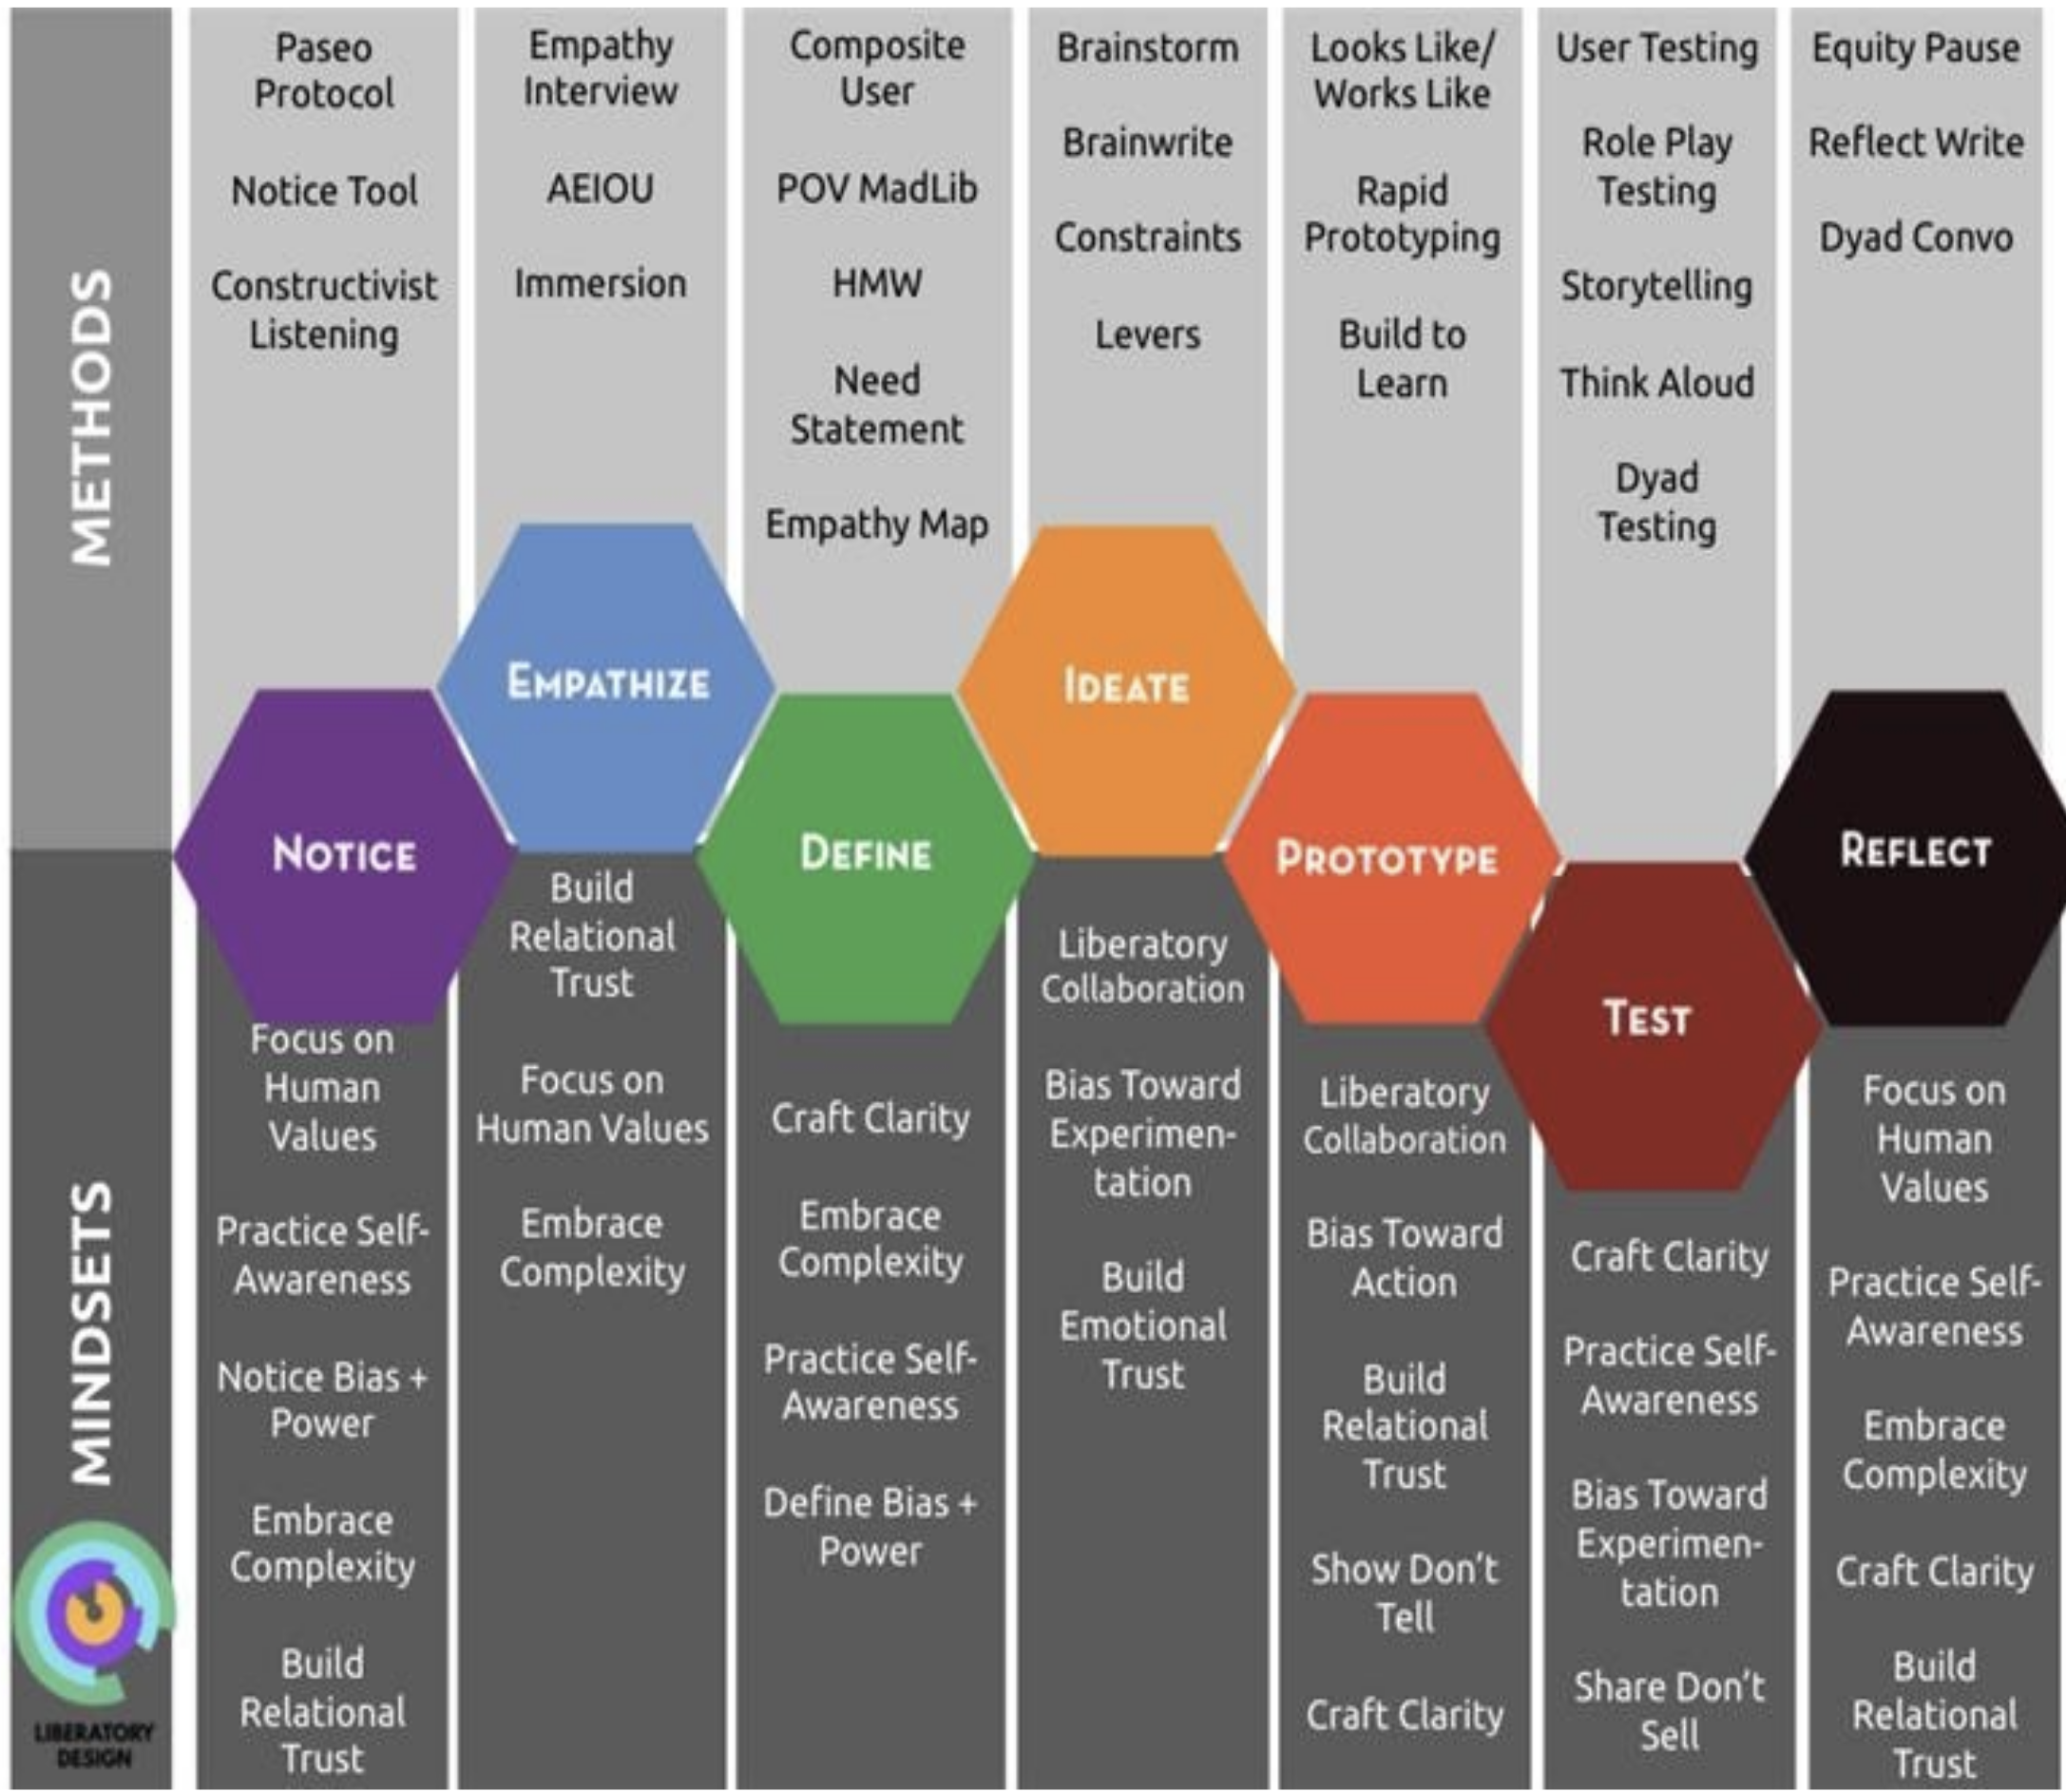 METHODS
Paseo
Protocol
Notice Tool
Constructivist
Listening
Empathy
Interview
AEIOU
Immersion
Composite
User
POV MadLib
HMW
Need
Statement
Empathy Map
Brainstorm
Brainwrite
Constraints
Levers
Looks Like/
Works Like
Rapid
Prototyping
Build to
Learn
User Testing
Role Play
Testing
Storytelling
Think Aloud
Dyad
Testing
Equity Pause
Reflect Write
Dyad Convo
NOTICE
EMPATHIZE
DEFINE
IDEATE
PROTOTYPE
TEST
REFLECT
MINDSETS
Focus on
Human
Values
Practice Self-
Awareness
Notice Bias +
Power
Embrace
Complexity
Build
Relational
Trust
Build
Relational
Trust
Focus on
Human Values
Embrace
Complexity
Craft Clarity
Embrace
Complexity
Practice Self-
Awareness
Define Bias +
Power
Liberatory
Collaboration
Bias Toward
Experimen-
tation
Build
Emotional
Trust
Liberatory
Collaboration
Bias Toward
Action
Build
Relational
Trust
Show Don't
Tell
Craft Clarity
Craft Clarity
Practice Self-
Awareness
Bias Toward
Experimen-
tation
Share Don't
Sell
Focus on
Human
Values
Practice Self-
Awareness
Embrace
Complexity
Craft Clarity
Build
Relational
Trust
LIBERATORY
DESIGN